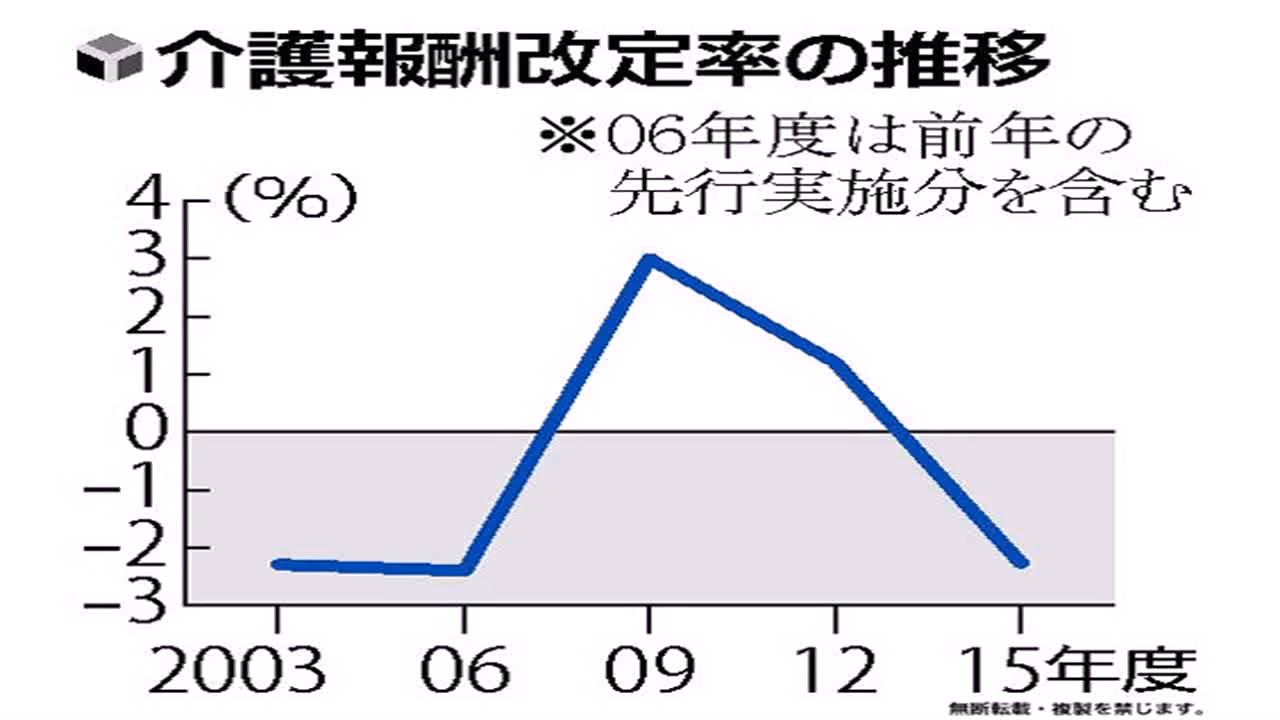 介護報酬改定率の推移
※06年度は前年の
先行実施分を含む
(%)
4
3
2
1
0
−1
−2
−3
2003 06 09 12 15年度
無断転載・複製を禁じます。